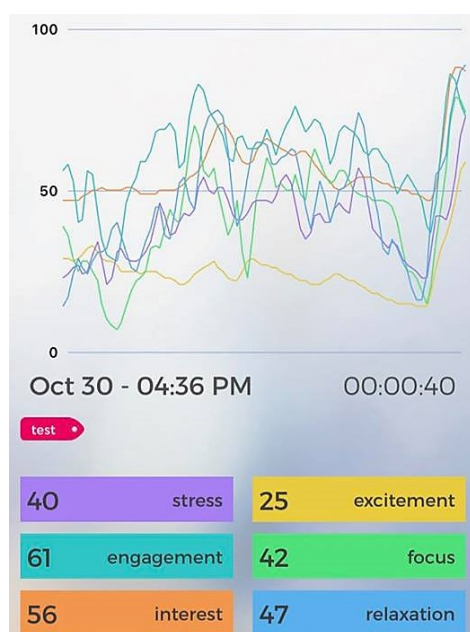 100
50
0
Oct 30 - 04:36 PM 00:00:40
test
40 stress 25 excitement
61 engagement 42 focus
56 interest 47 relaxation